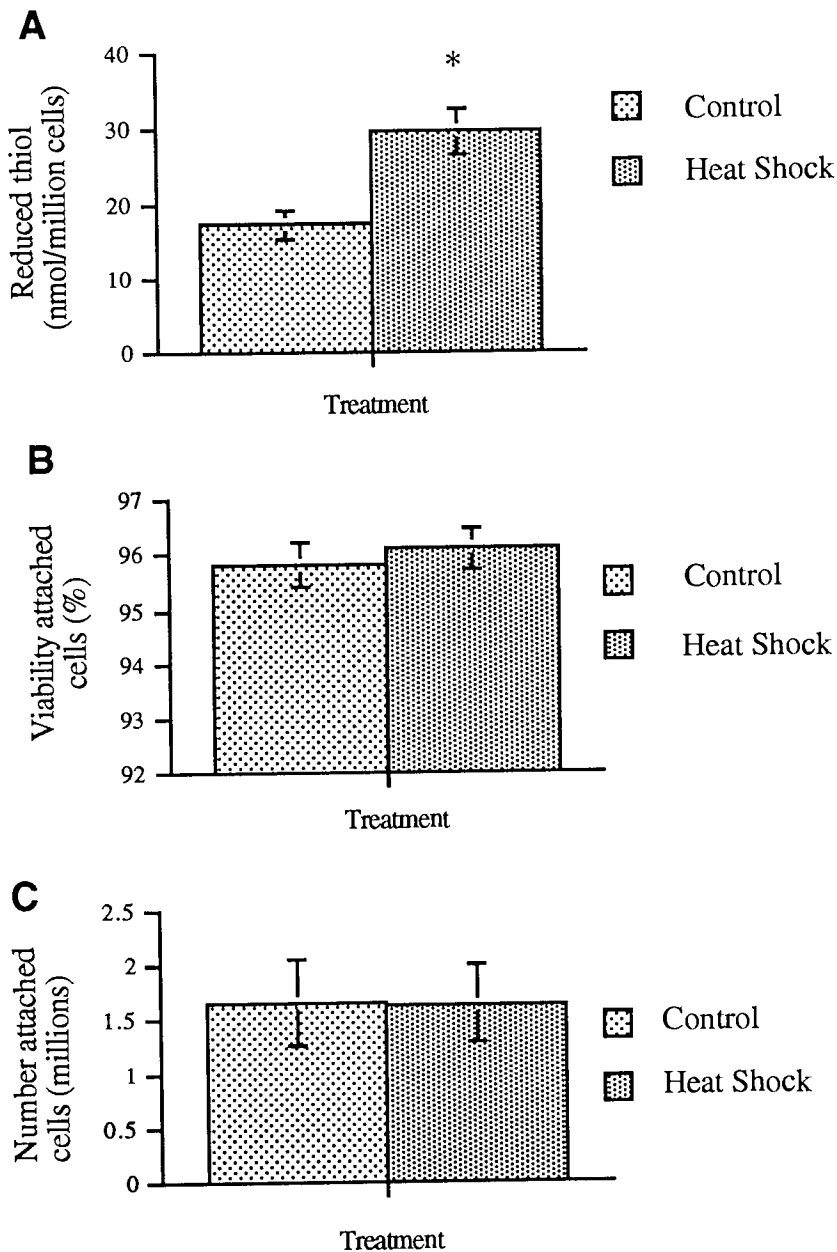 A
40
30
20
10
0
Reduced thiol
(nmol/million cells)
*
Control
Heat Shock
Treatment
B
97
96
95
94
93
92
Viability attached
cells (%)
Control
Heat Shock
Treatment
C
2.5
2
1.5
1
0.5
0
Number attached
cells (millions)
Control
Heat Shock
Treatment